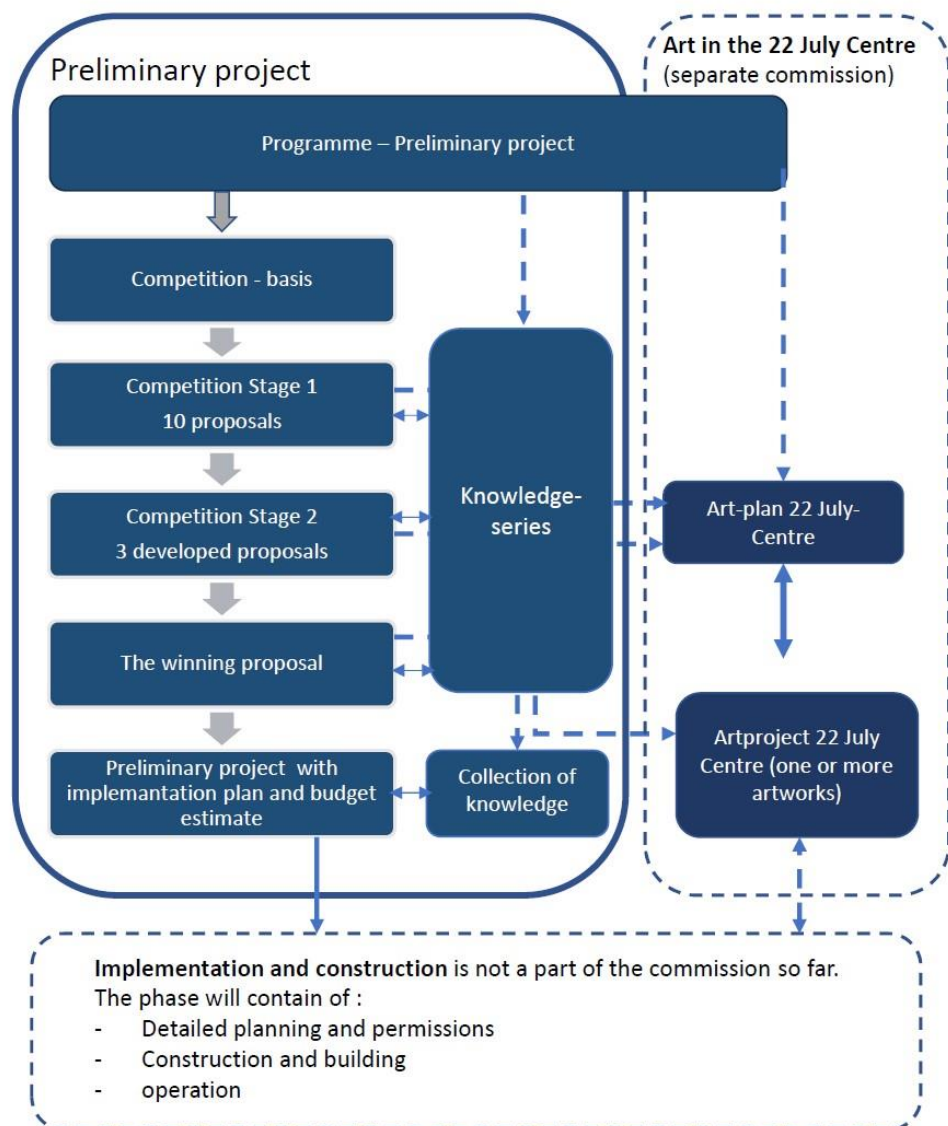 Preliminary project
Art in the 22 July Centre
(separate commission)
Programme – Preliminary project
Competition - basis
Competition Stage 1
10 proposals
Competition Stage 2
3 developed proposals
The winning proposal
Preliminary project with
implemantation plan and budget
estimate
Knowledge-
series
Collection of
knowledge
Art-plan 22 July-
Centre
Artproject 22 July
Centre (one or more
artworks)
Implementation and construction is not a part of the commission so far.
The phase will contain of :
- Detailed planning and permissions
- Construction and building
- operation